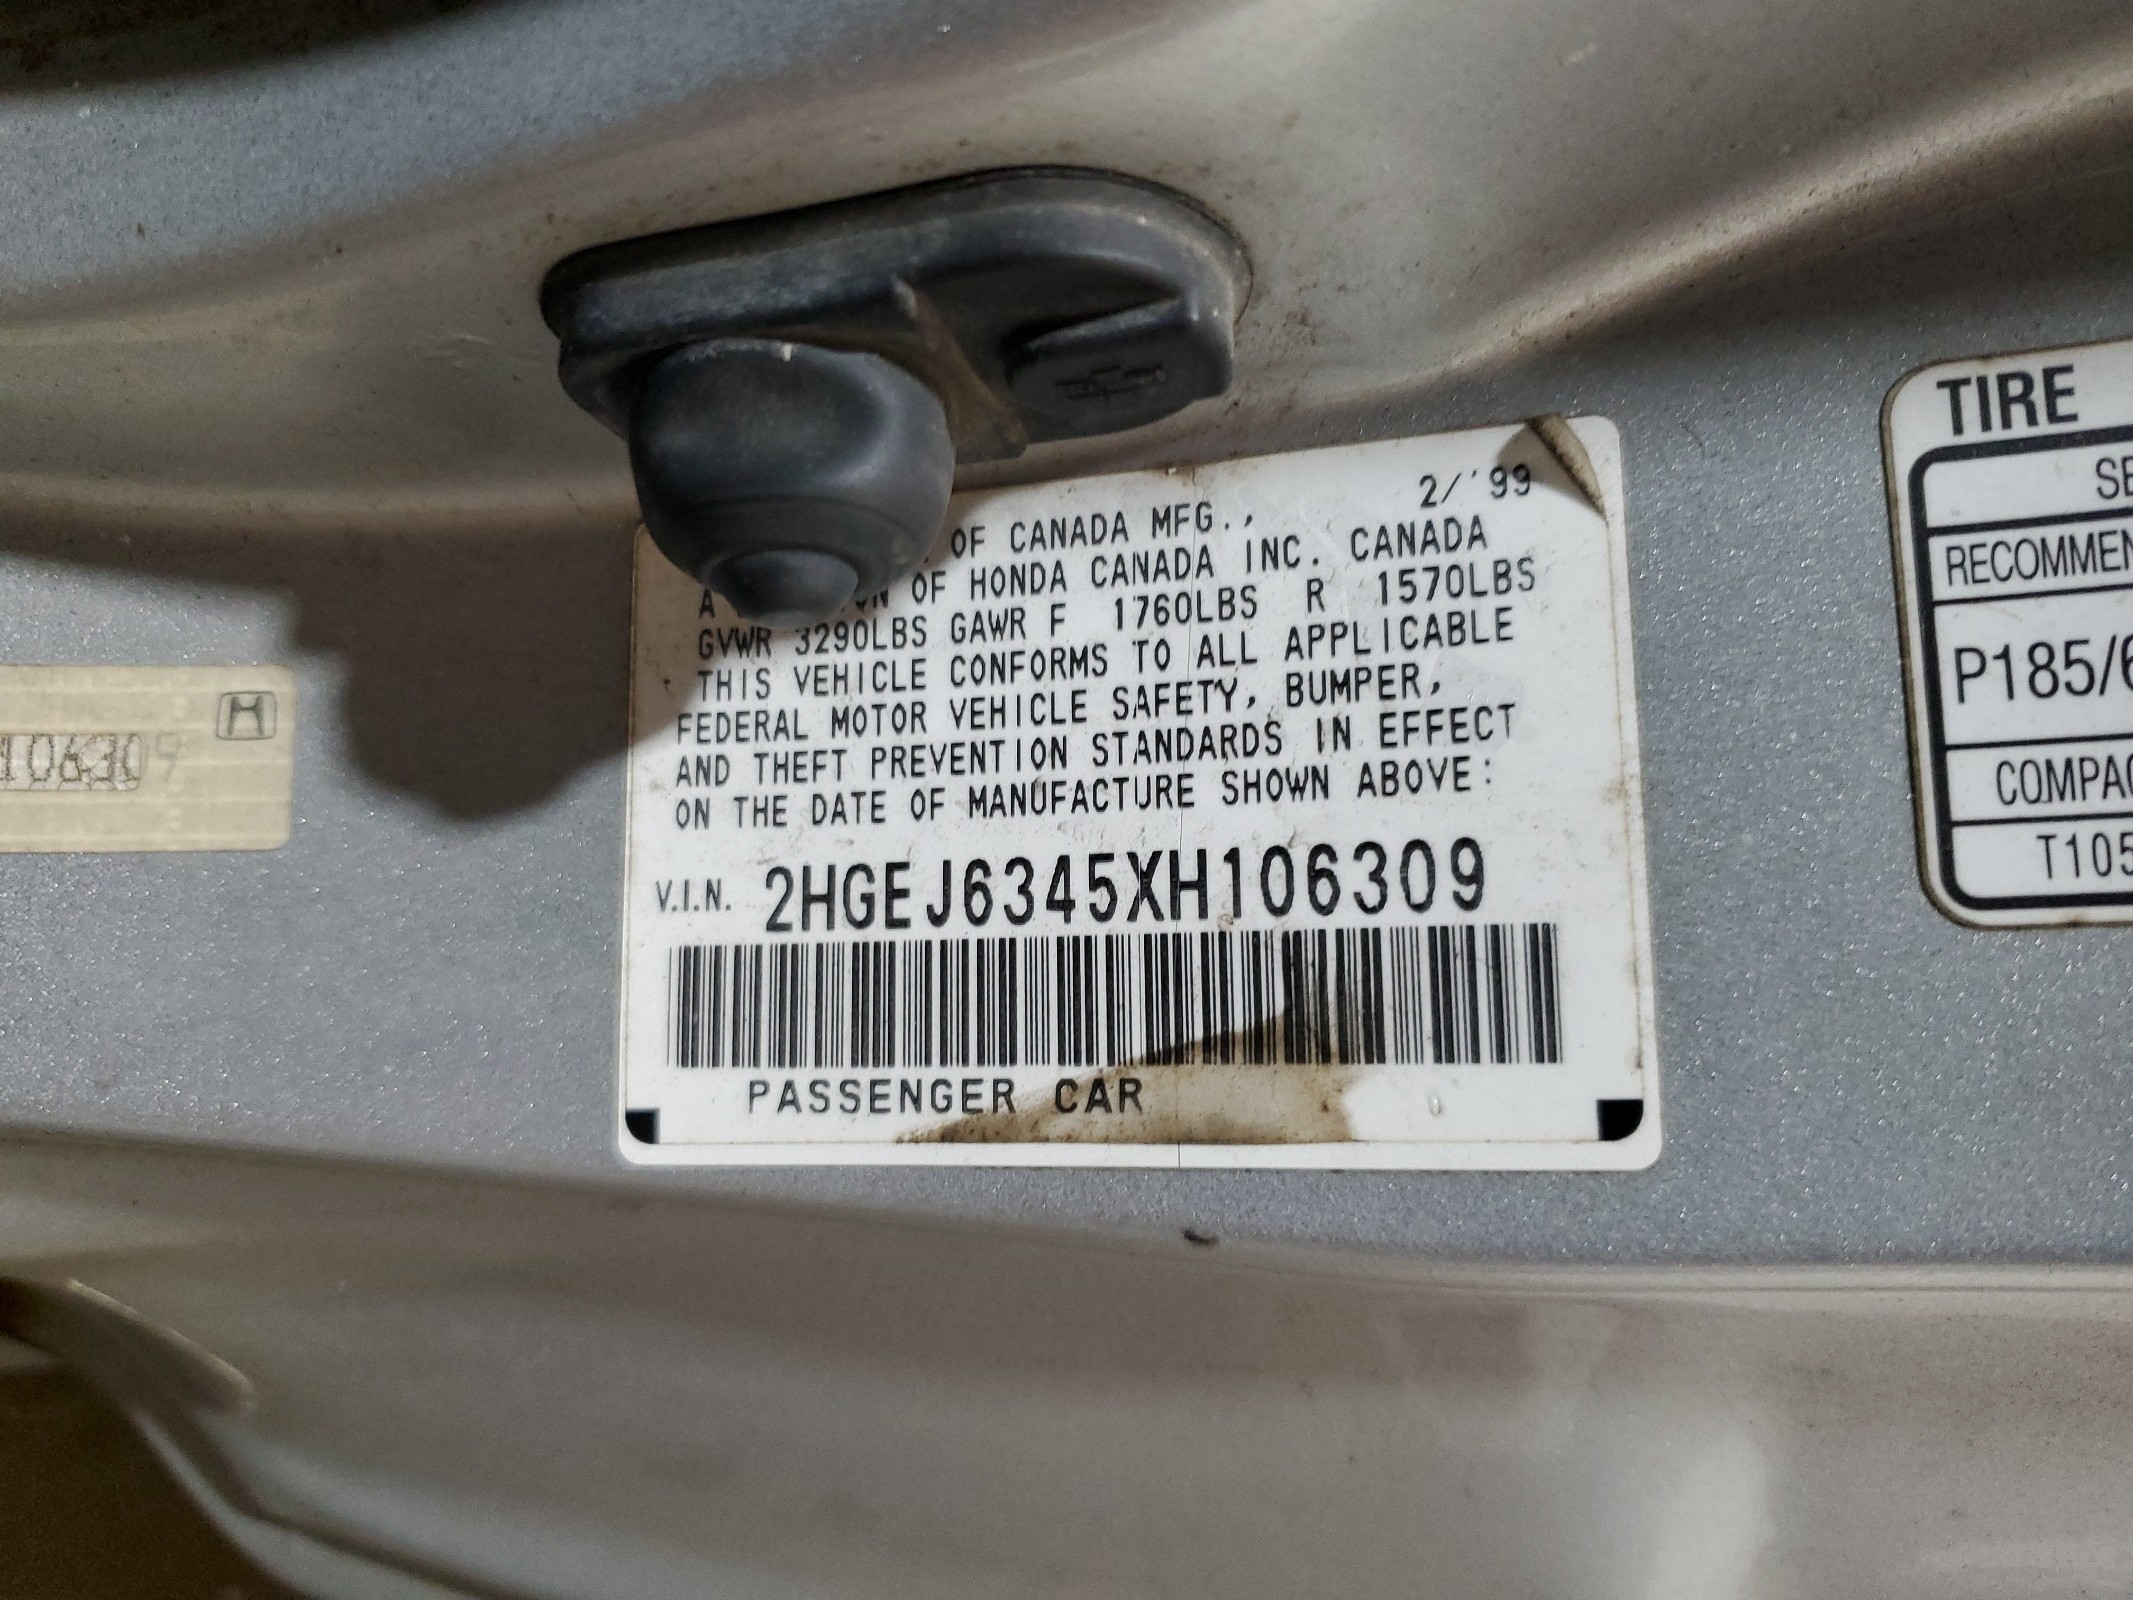 2/'99
OF CANADA MFG.,
A OF HONDA CANADA INC. CANADA
GVWR 3290LBS GAWR F 1760LBS R 1570LBS
THIS VEHICLE CONFORMS TO ALL APPLICABLE
FEDERAL MOTOR VEHICLE SAFETY, BUMPER,
AND THEFT PREVENTION STANDARDS IN EFFECT
ON THE DATE OF MANUFACTURE SHOWN ABOVE:
V.I.N. 2HGEJ6345XH106309
PASSENGER CAR
106309
TIRE
SE
RECOMMEN
P185/6
COMPAC
T105